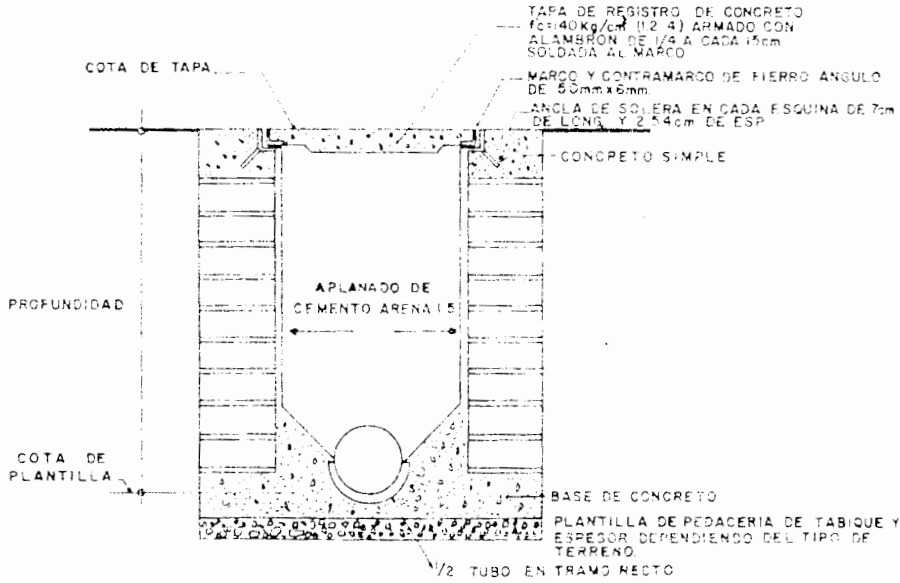 TAPA DE REGISTRO DE CONCRETO
fc=140Kg/cm² (1:2:4) ARMADO CON
ALAMBRON DE 1/4 A CADA 15cm
SOLDADA AL MARCO
COTA DE TAPA
MARCO Y CONTRAMARCO DE FIERRO ANGULO
DE 50mm x 6mm
ANCLA DE SOLERA EN CADA ESQUINA DE 7cm
DE LONG. Y 2.54cm DE ESP
CONCRETO SIMPLE
PROFUNDIDAD
APLANADO DE
CEMENTO ARENA 1:5
COTA DE
PLANTILLA
BASE DE CONCRETO
PLANTILLA DE PEDACERIA DE TABIQUE Y
ESPESOR DEPENDIENDO DEL TIPO DE
TERRENO.
1/2 TUBO EN TRAMO RECTO